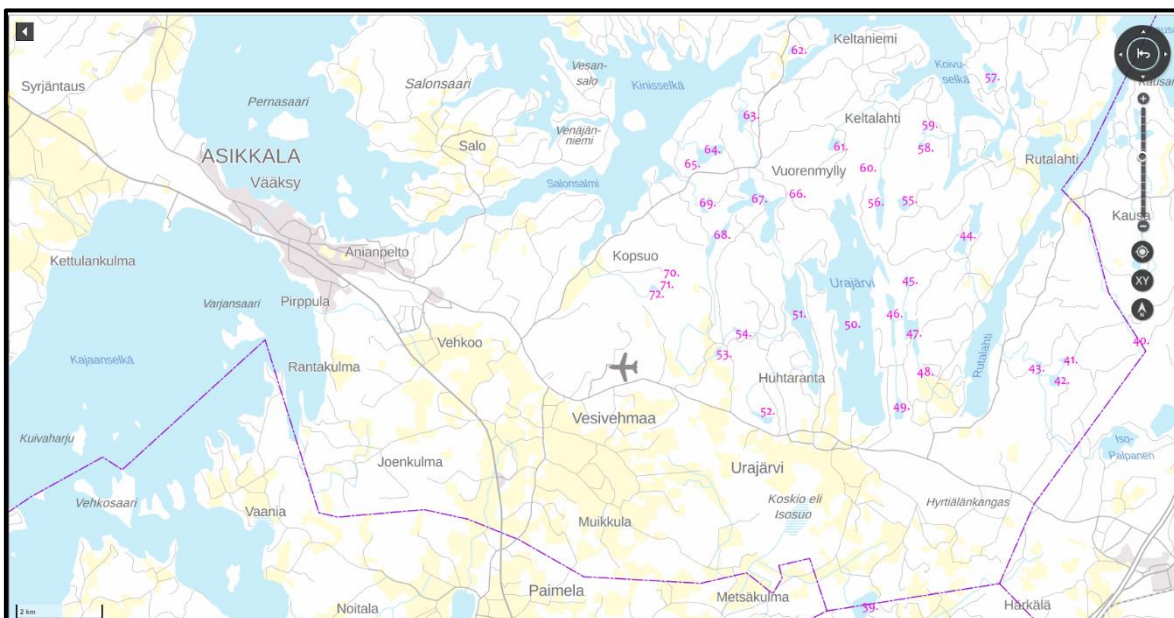 Keltaniemi
62.
Vesan-
salo
Kinisselkä
Koivu-
selkä
57.
Syrjäntaus
Salonsaari
Pernasaari
63.
Keltalahti
59.
Venäjän-
niemi
Salo
64.
61.
58.
ASIKKALA
Vääksy
65.
Vuorenmylly
60.
Rutalahti
Salonsalmi
69.
67.
66.
56.
55.
Kausa
68.
44.
Anianpelto
Kopsuo
Kettulankulma
70.
71.
72.
Urajärvi
45.
XY
Varjansaari
Pirppula
51.
50.
46.
N
Vehkoo
54.
53.
47.
40.
Kajaanselkä
Rantakulma
Huhtaranta
48.
Rutalahti
43.
41.
42.
Vesivehmaa
52.
49.
Kuivaharju
Iso-
Palpanen
Joenkulma
Urajärvi
Vehkosaari
Vaania
Koskio eli
Isosuo
Hyrtiälänkangas
Muikkula
Paimela
Metsäkulma
2 km
Noitala
39.
Härkälä